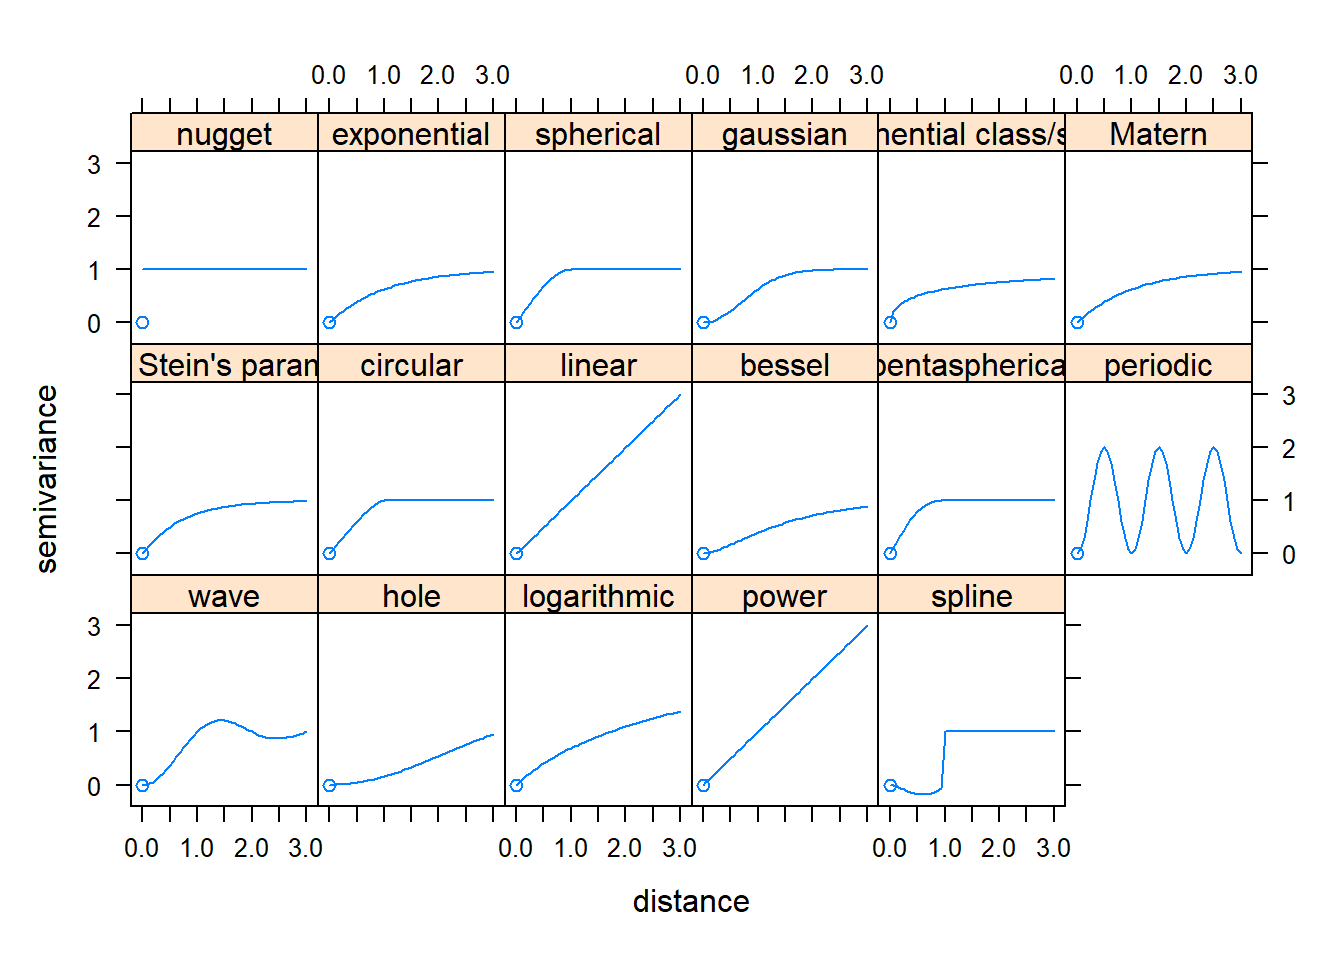 0.0 1.0 2.0 3.0 0.0 1.0 2.0 3.0 0.0 1.0 2.0 3.0
nugget exponential spherical gaussian nential class/s Matern
3
2
1
0
Stein's paran circular linear bessel pentaspherica periodic
3
2
1
0
semivariance
wave hole logarithmic power spline
3
2
1
0
0.0 1.0 2.0 3.0 0.0 1.0 2.0 3.0 0.0 1.0 2.0 3.0
distance